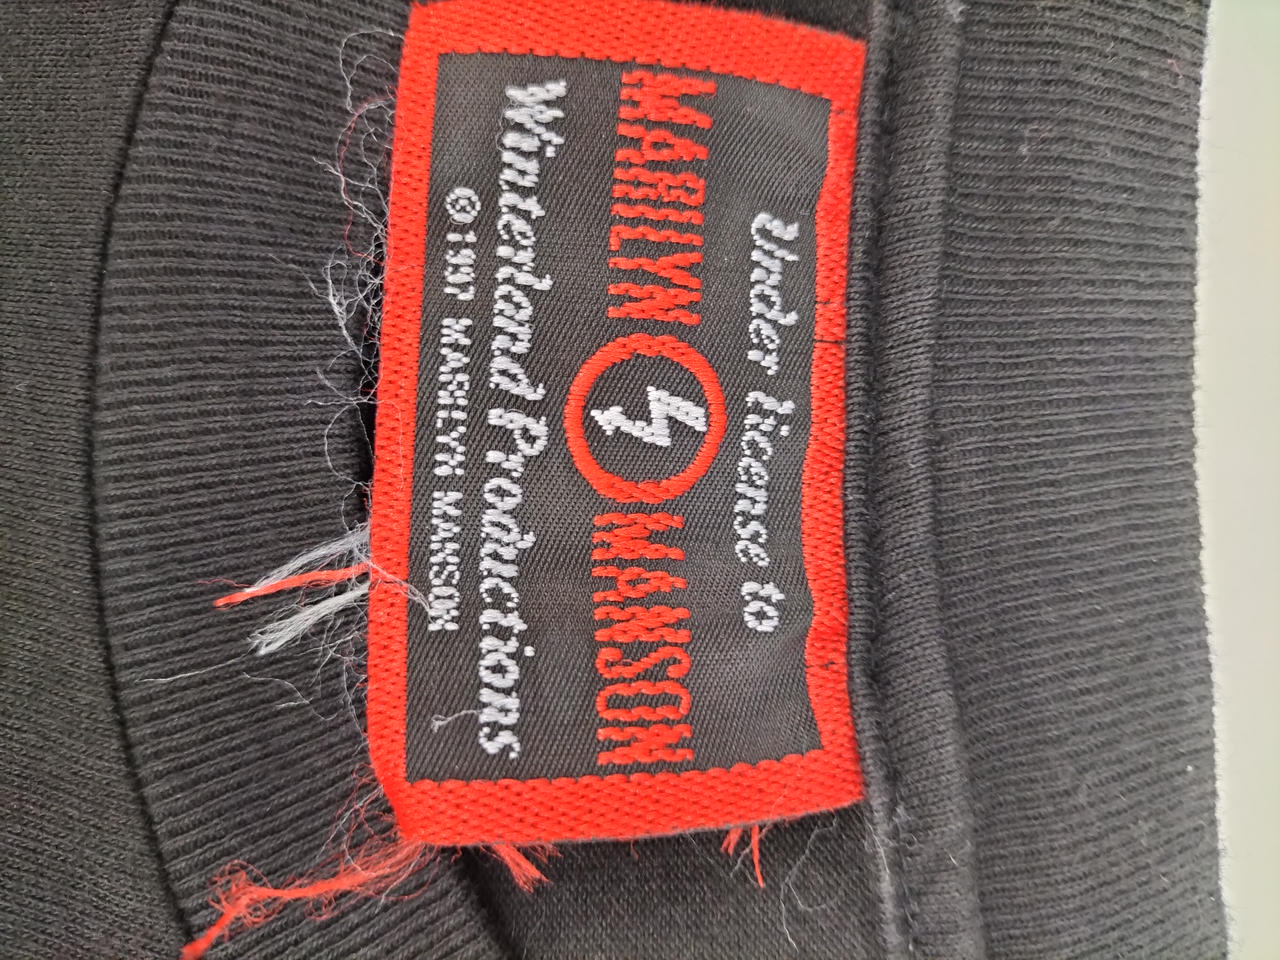 Under license to
MARILYN MANSON
Winterland Productions
© 1997 MARILYN MANSON